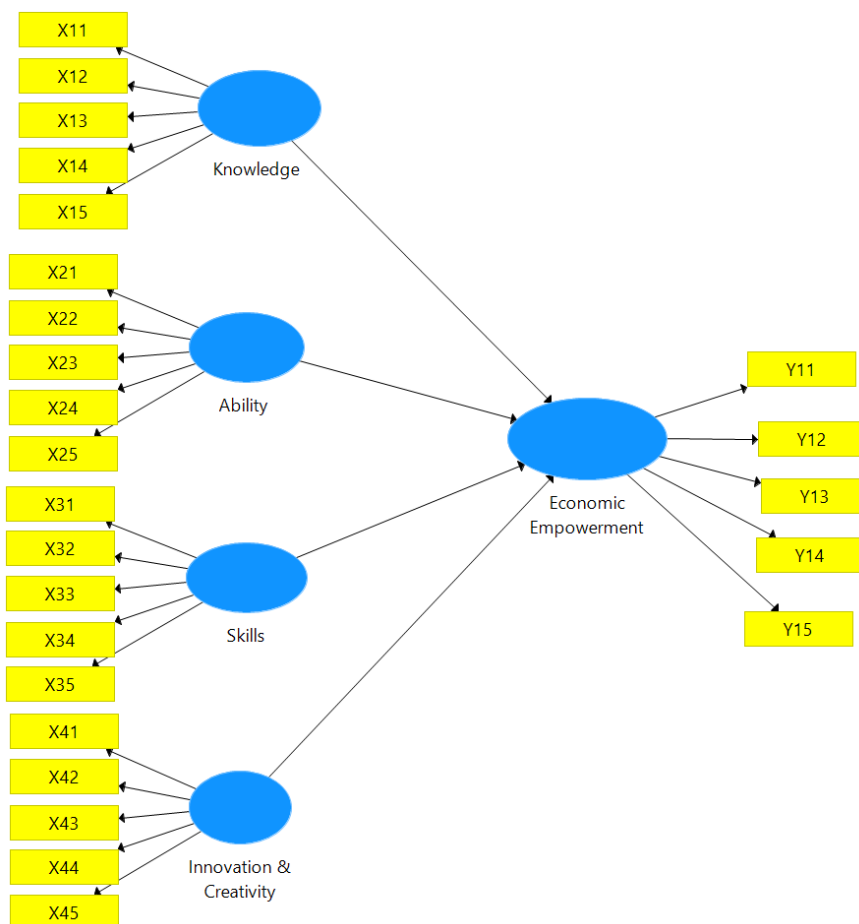 X11
X12
X13
X14
X15
Knowledge
X21
X22
X23
X24
X25
Ability
X31
X32
X33
X34
X35
Skills
X41
X42
X43
X44
X45
Innovation &
Creativity
Economic
Empowerment
Y11
Y12
Y13
Y14
Y15